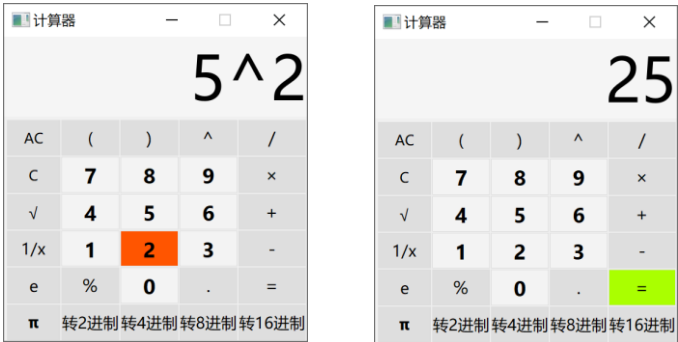 计算器
5^2
AC ( ) ^ /
C 7 8 9 ×
√ 4 5 6 +
1/x 1 2 3 -
e % 0 . =
π 转2进制 转4进制 转8进制 转16进制
计算器
25
AC ( ) ^ /
C 7 8 9 ×
√ 4 5 6 +
1/x 1 2 3 -
e % 0 . =
π 转2进制 转4进制 转8进制 转16进制